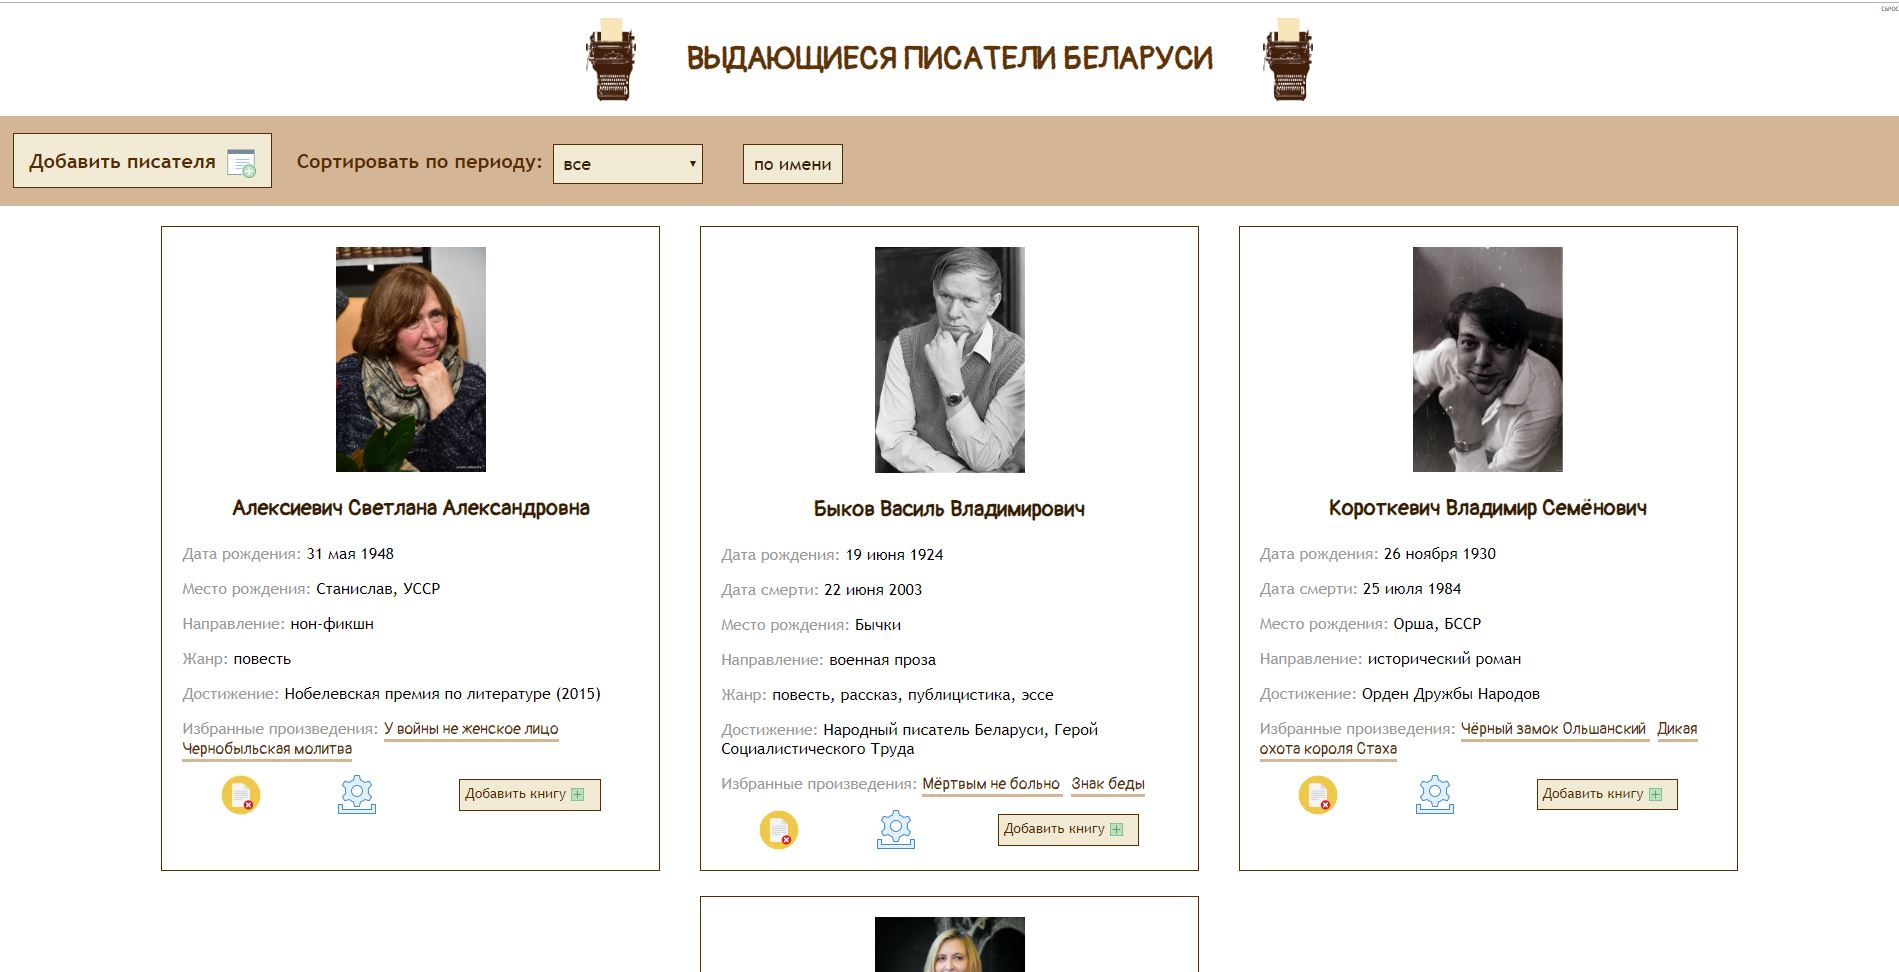 ВЫДАЮЩИЕСЯ ПИСАТЕЛИ БЕЛАРУСИ
Добавить писателя
Сортировать по периоду:
все
по имени
Алексиевич Светлана Александровна
Дата рождения: 31 мая 1948
Место рождения: Станислав, УССР
Направление: нон-фикшн
Жанр: повесть
Достижение: Нобелевская премия по литературе (2015)
Избранные произведения: У войны не женское лицо
Чернобыльская молитва
Добавить книгу
Быков Василь Владимирович
Дата рождения: 19 июня 1924
Дата смерти: 22 июня 2003
Место рождения: Бычки
Направление: военная проза
Жанр: повесть, рассказ, публицистика, эссе
Достижение: Народный писатель Беларуси, Герой
Социалистического Труда
Избранные произведения: Мёртвым не больно Знак беды
Добавить книгу
Короткевич Владимир Семёнович
Дата рождения: 26 ноября 1930
Дата смерти: 25 июля 1984
Место рождения: Орша, БССР
Направление: исторический роман
Достижение: Орден Дружбы Народов
Избранные произведения: Чёрный замок Ольшанский Дикая
охота короля Стаха
Добавить книгу